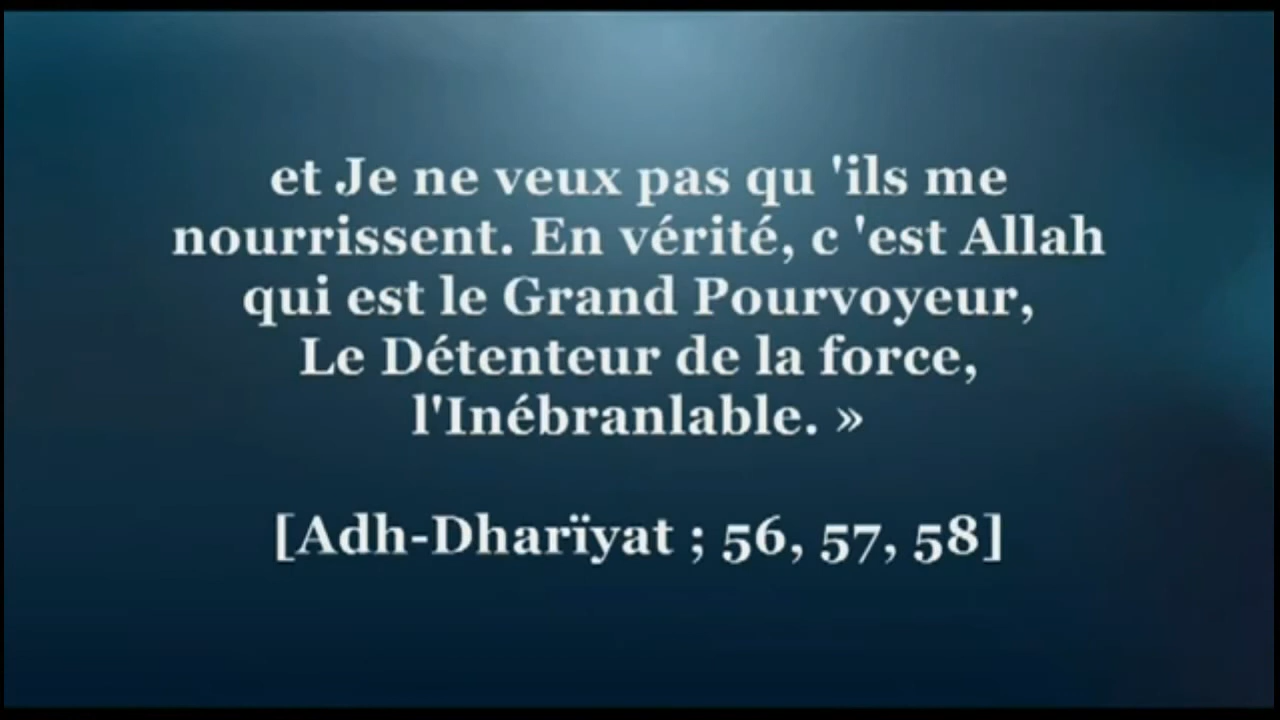 et Je ne veux pas qu 'ils me
nourrissent. En vérité, c 'est Allah
qui est le Grand Pourvoyeur,
Le Détenteur de la force,
l'Inébranlable. »
[Adh-Dharïyat ; 56, 57, 58]